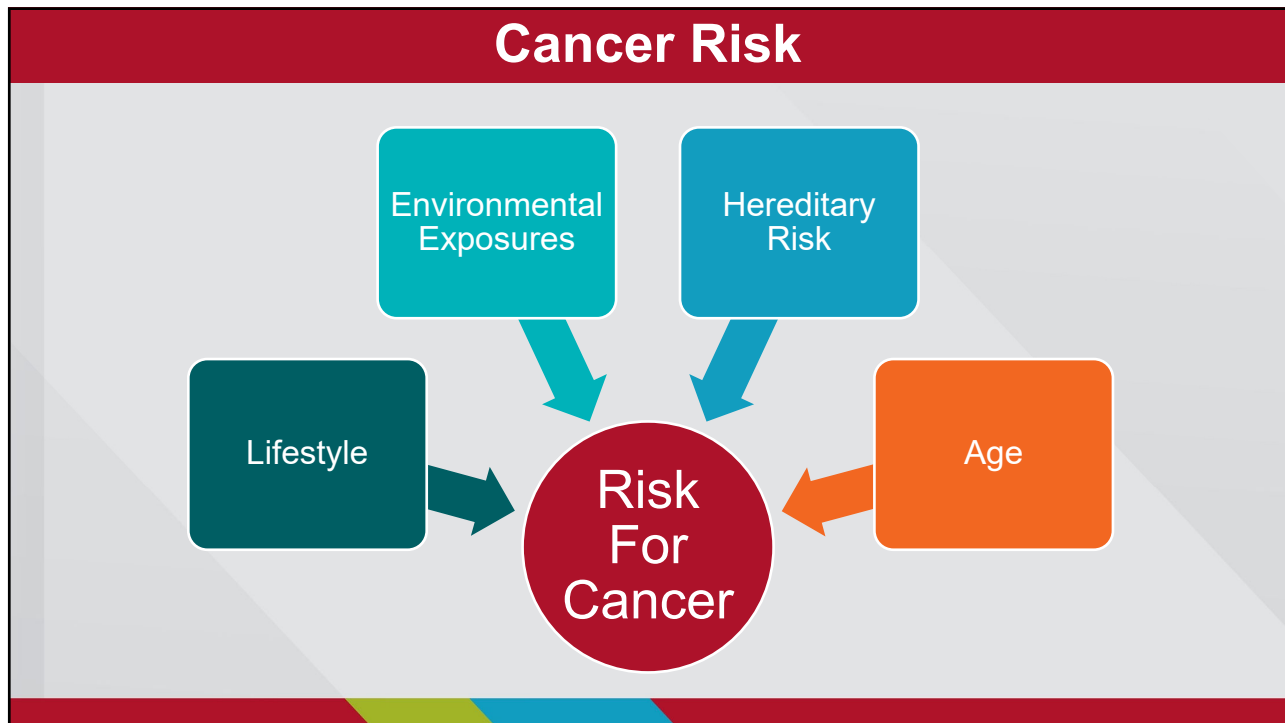 Cancer Risk
Environmental
Exposures
Hereditary
Risk
Lifestyle
Age
Risk
For
Cancer